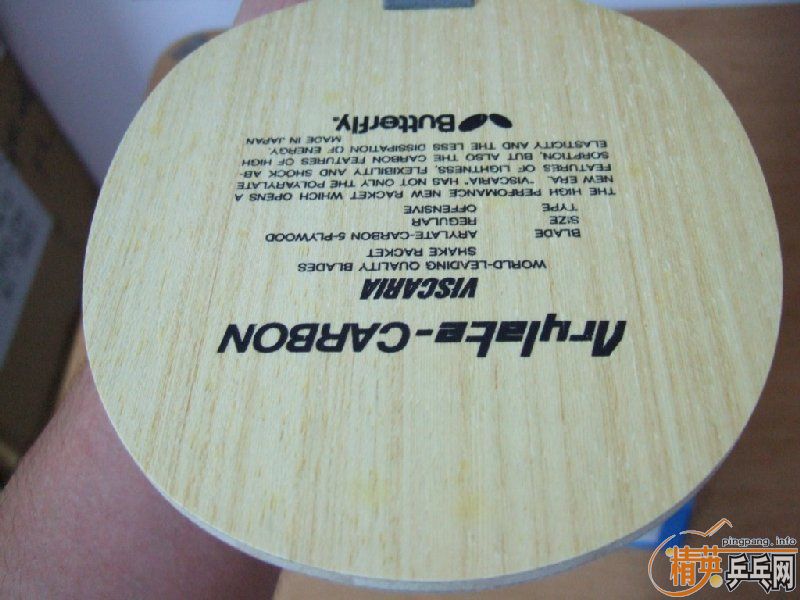 Arylate-CARBON
VISCARIA
WORLD-LEADING QUALITY BLADES
SHAKE RACKET
BLADE ARYLATE-CARBON 5-PLYWOOD
SIZE REGULAR
TYPE OFFENSIVE
THE HIGH PERFOMANCE NEW RACKET WHICH OPENS A
NEW ERA. "VISCARIA" HAS NOT ONLY THE POLYARYLATE
FEATURES OF LIGHTNESS, FLEXIBILITY AND SHOCK AB-
SORPTION, BUT ALSO THE CARBON FEATURES OF HIGH
ELASTICITY AND THE LESS DISSIPATION OF ENERGY.
MADE IN JAPAN
Butterfly.
pingpang.info
精英乒乓网